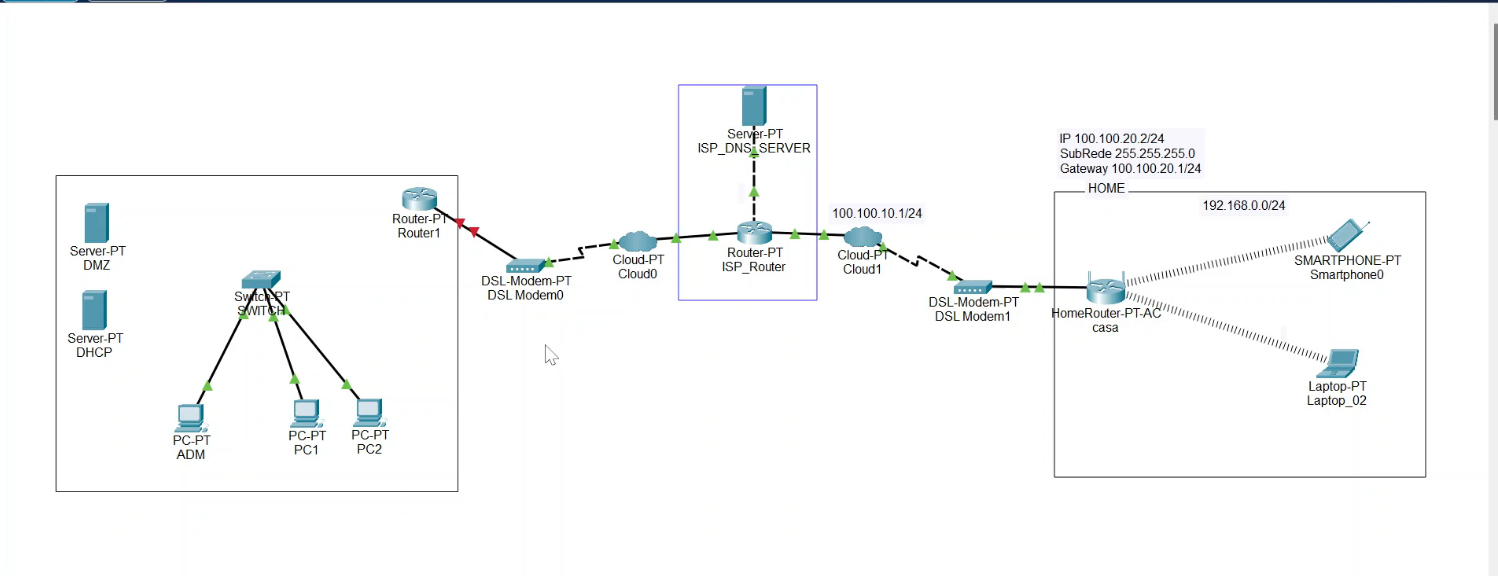 Server-PT
DMZ
Server-PT
DHCP
Switch-PT
SWITCH
PC-PT
ADM
PC-PT
PC1
PC-PT
PC2
Router-PT
Router1
DSL-Modem-PT
DSL Modem0
Cloud-PT
Cloud0
Server-PT
ISP_DNS_SERVER
Router-PT
ISP_Router
100.100.10.1/24
Cloud-PT
Cloud1
DSL-Modem-PT
DSL Modem1
IP 100.100.20.2/24
SubRede 255.255.255.0
Gateway 100.100.20.1/24
HOME
192.168.0.0/24
HomeRouter-PT-AC
casa
SMARTPHONE-PT
Smartphone0
Laptop-PT
Laptop_02